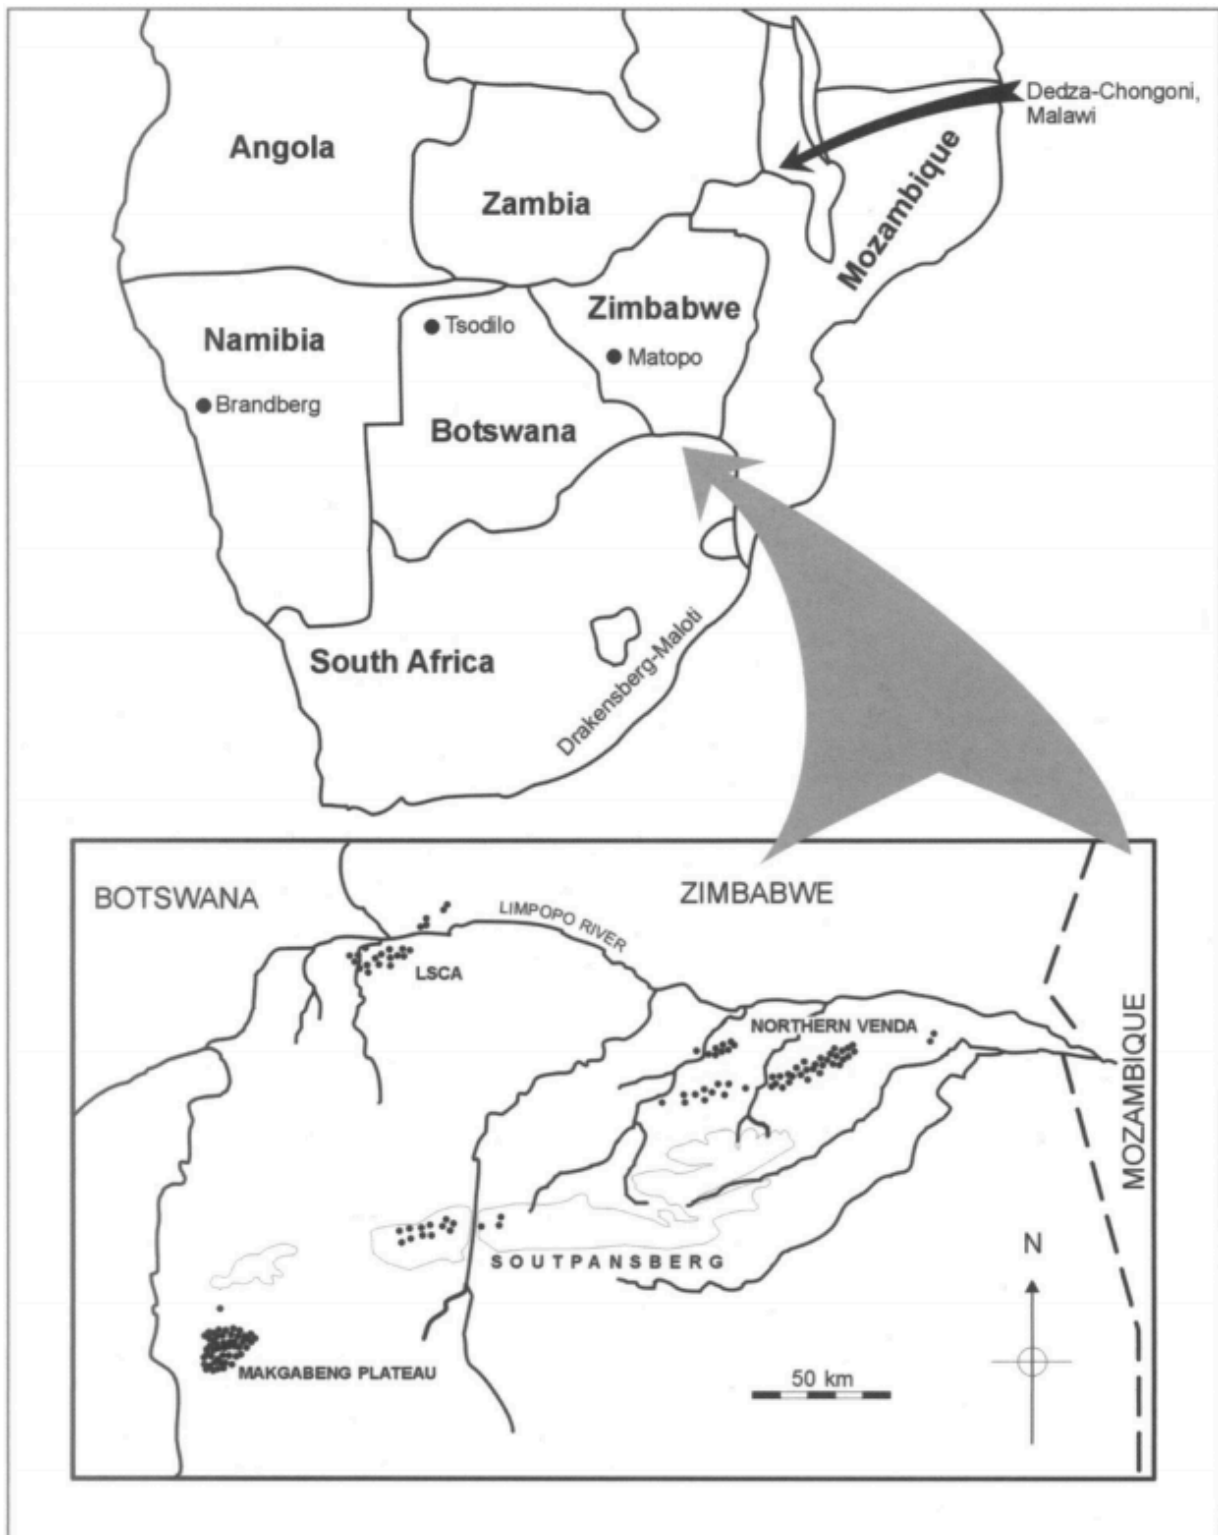 Dedza-Chongoni,
Malawi
Angola
Zambia
Mozambique
Zimbabwe
Tsodilo
Namibia
Matopo
Brandberg
Botswana
South Africa
Drakensberg-Maloti
BOTSWANA
ZIMBABWE
LIMPOPO RIVER
LSCA
NORTHERN VENDA
MOZAMBIQUE
SOUTPANSBERG
N
MAKGABENG PLATEAU
50 km